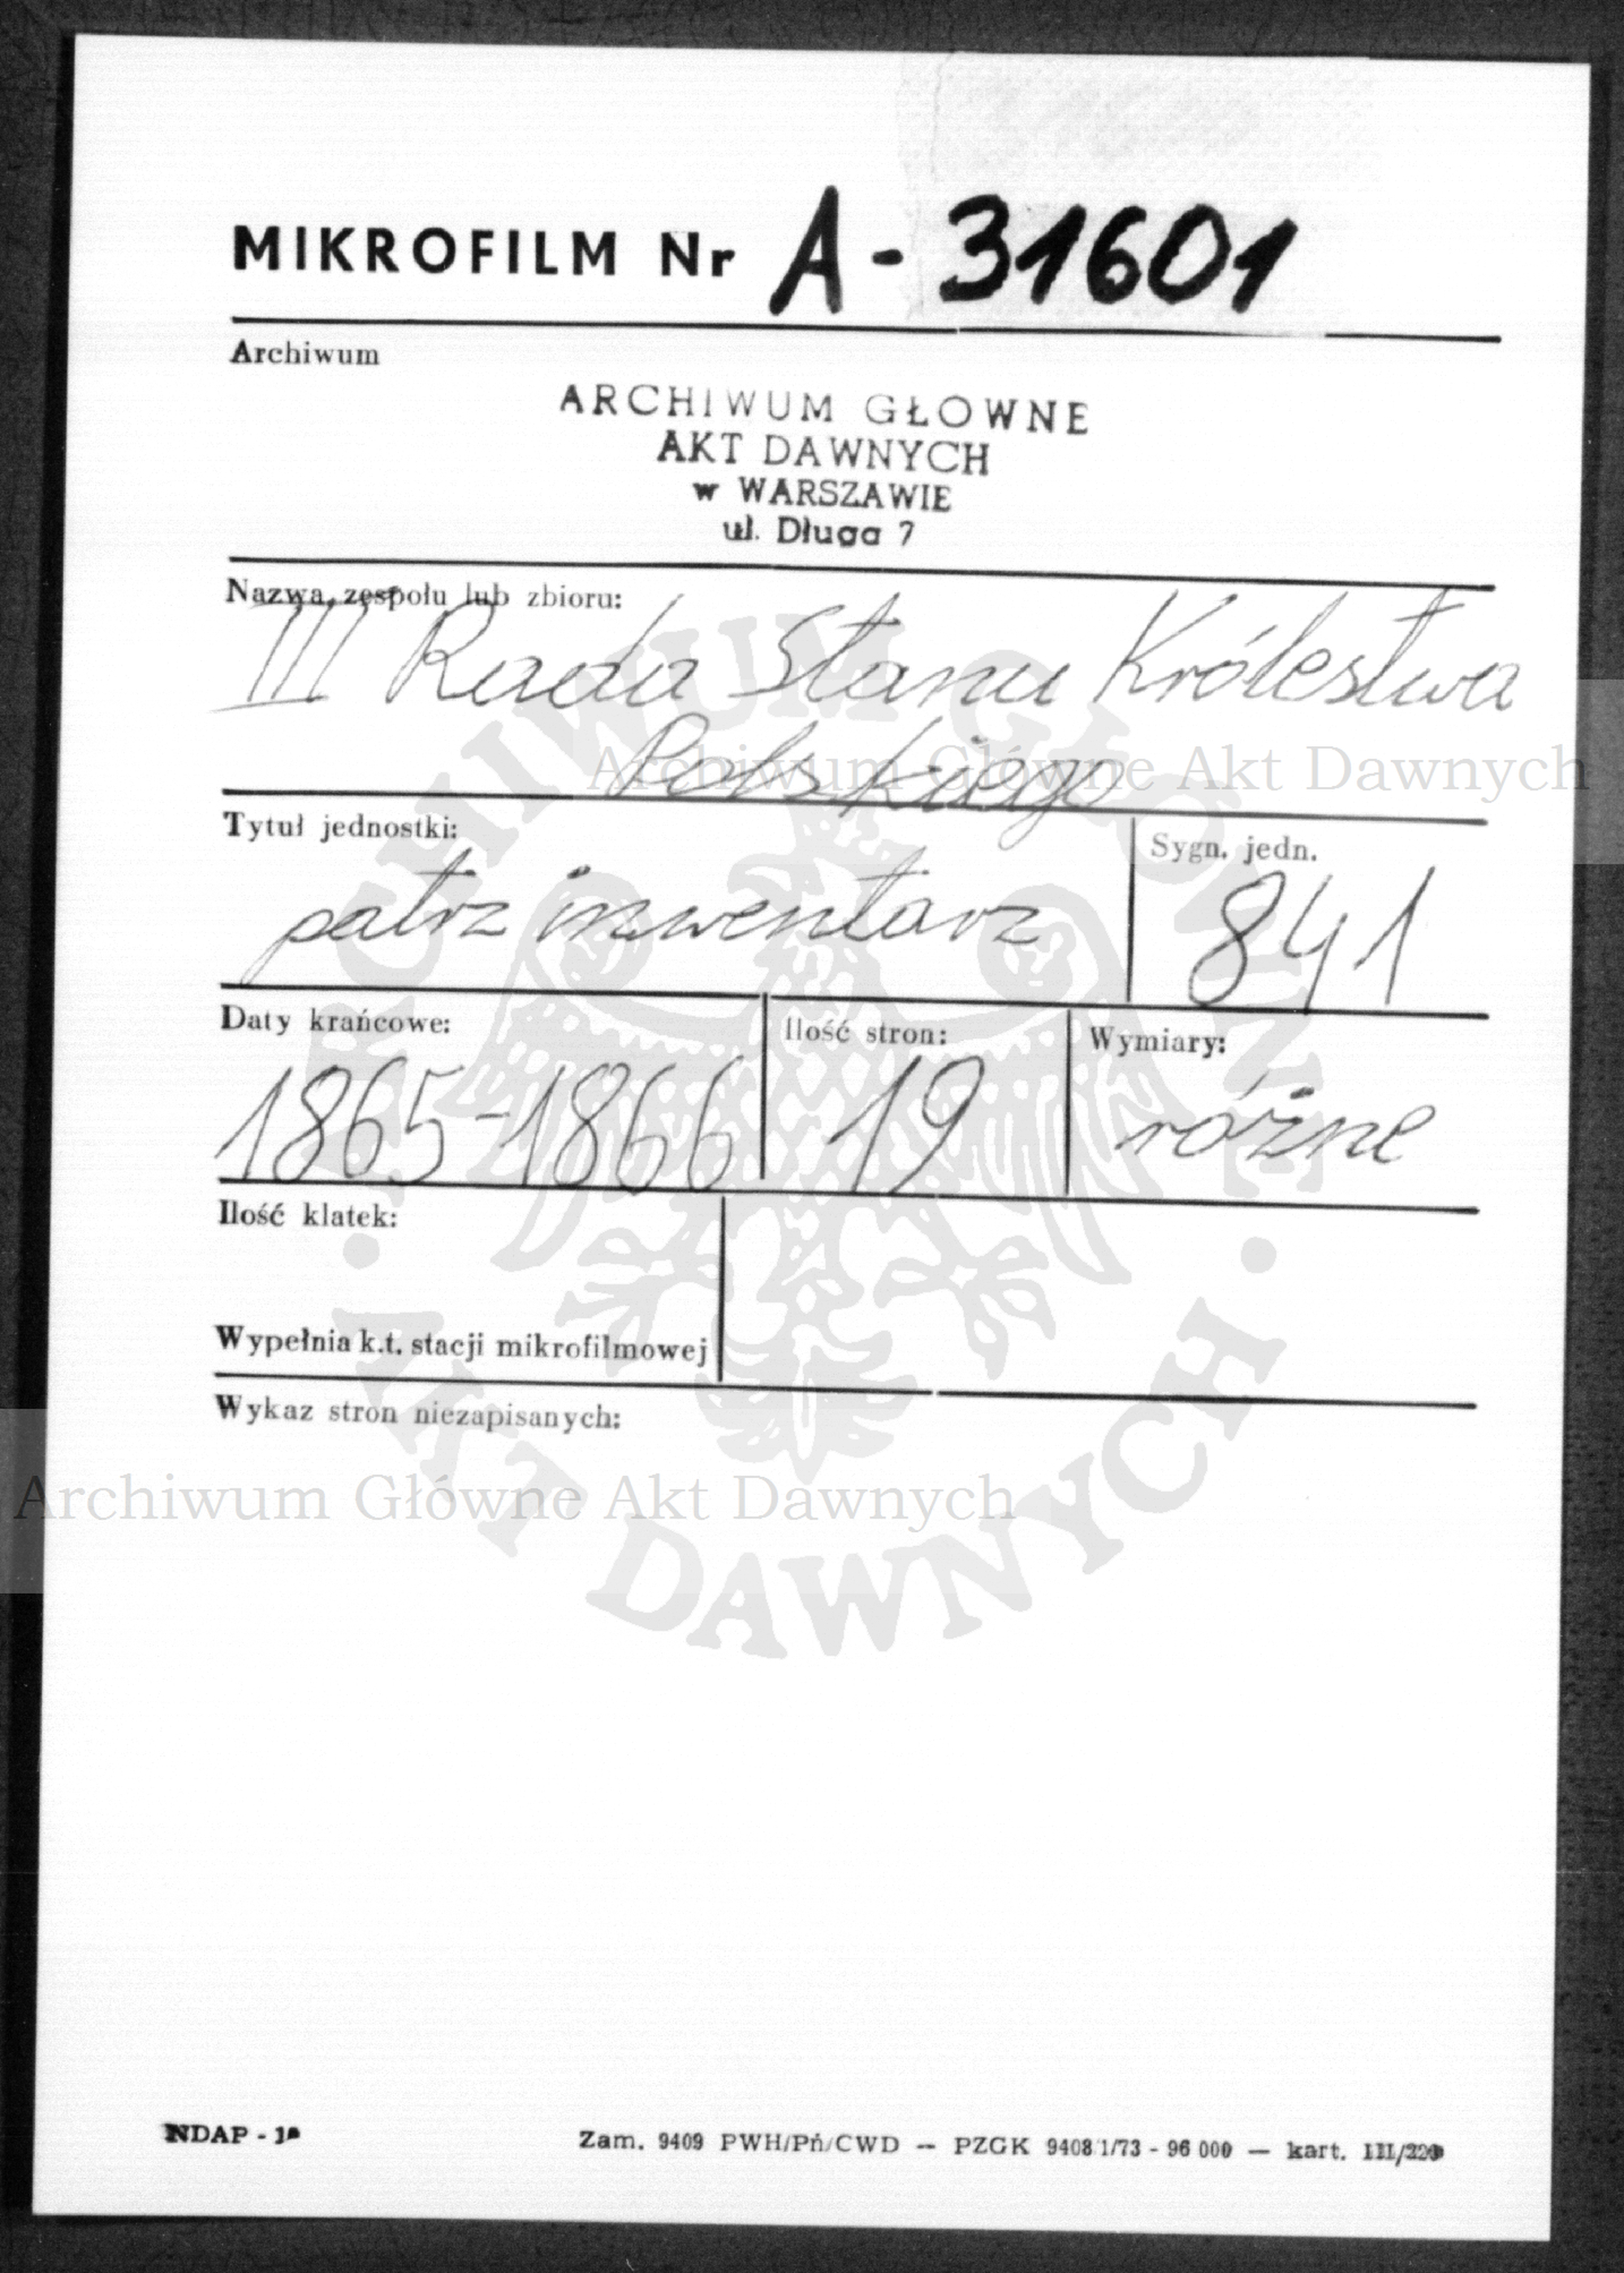 MIKROFILM Nr A-31601
Archiwum
ARCHIWUM GŁOWNE
AKT DAWNYCH
w WARSZAWIE
ul. Długa 7
Nazwa zespołu lub zbioru:
III Rada Stanu Królestwa
Polskiego
Archiwum Główne Akt Dawnych
Tytuł jednostki:
patrz inwentarz
Sygn. jedn.
841
Daty krańcowe:
1865-1866
Ilość stron:
19
Wymiary:
różne
Ilość klatek:
Wypełnia k.t. stacji mikrofilmowej
Wykaz stron niezapisanych:
Archiwum Główne Akt Dawnych
ARCHIWUM GŁÓWNE
AKT DAWNYCH
NDAP - 1a
Zam. 9409 PWH/Pń/CWD — PZGK 9408 1/73 - 96 000 — kart. III/220